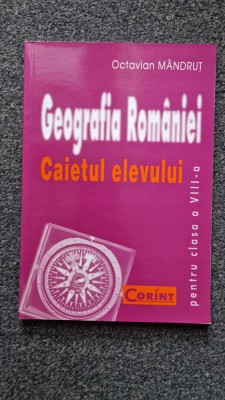 Octavian MÂNDRUȚ
Geografia României
Caietul elevului
pentru clasa a VIII-a
CORINT